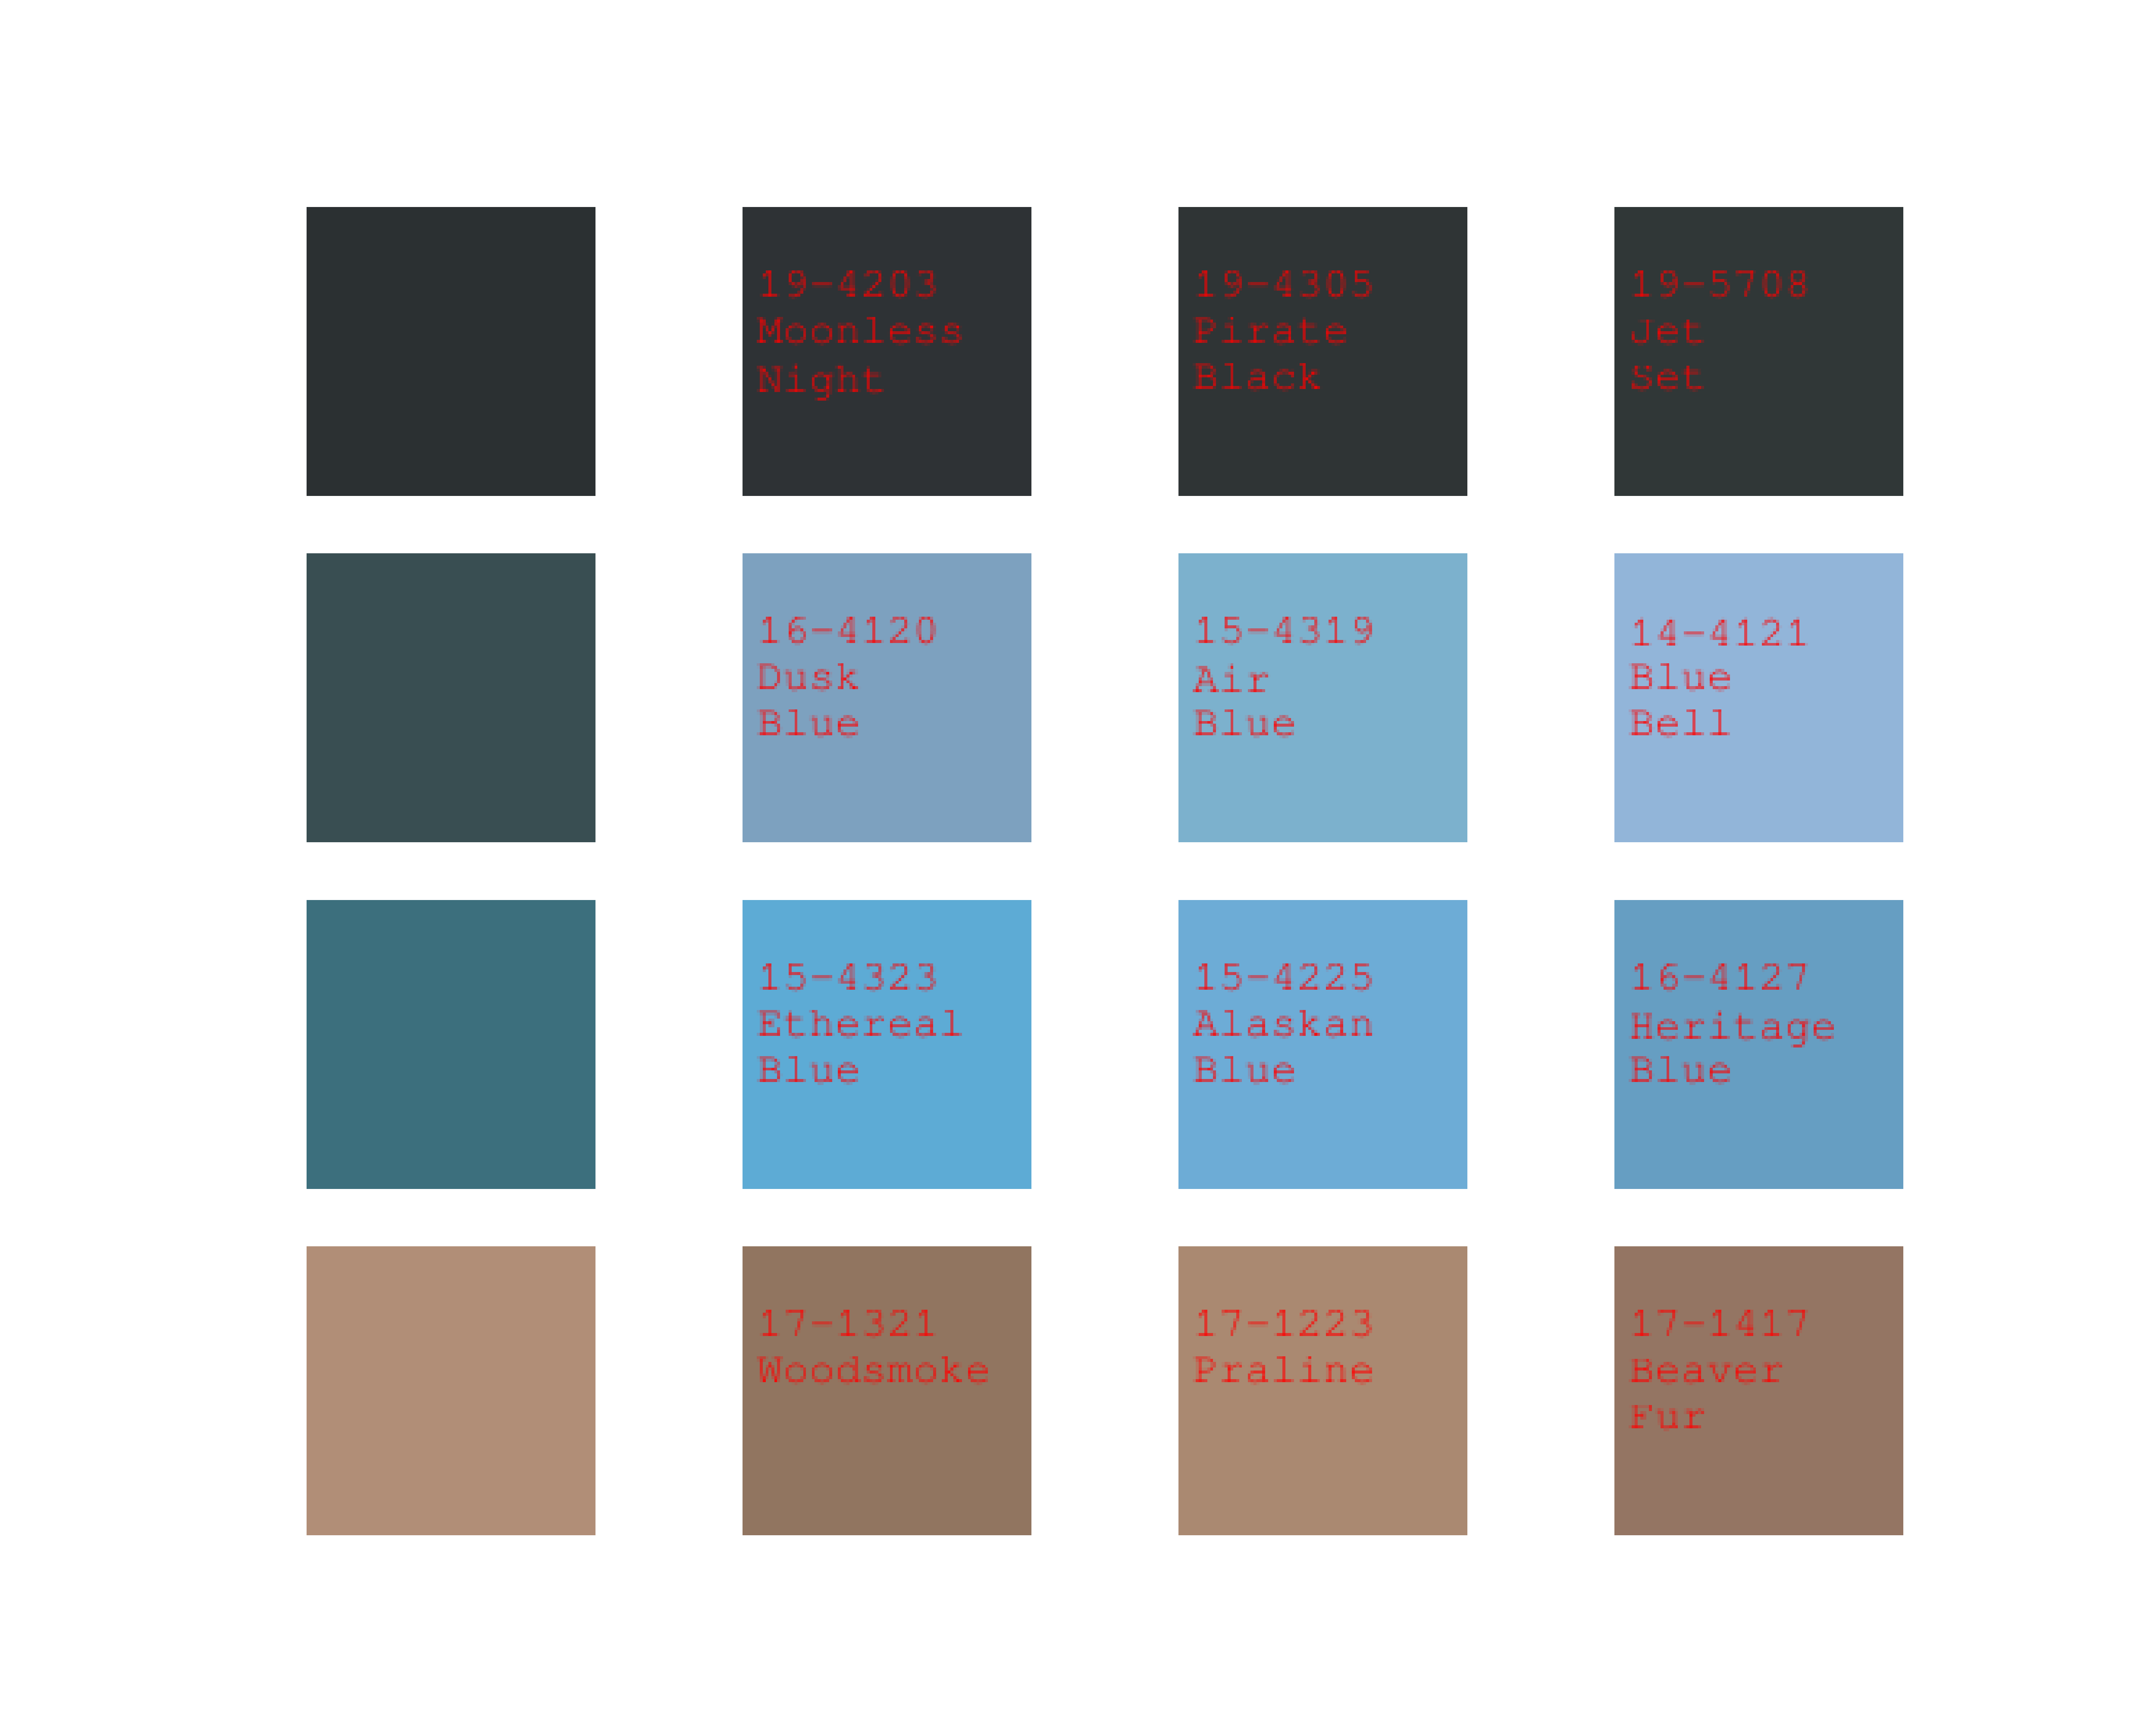 19-4203
Moonless
Night
19-4305
Pirate
Black
19-5708
Jet
Set
16-4120
Dusk
Blue
15-4319
Air
Blue
14-4121
Blue
Bell
15-4323
Ethereal
Blue
15-4225
Alaskan
Blue
16-4127
Heritage
Blue
17-1321
Woodsmoke
17-1223
Praline
17-1417
Beaver
Fur